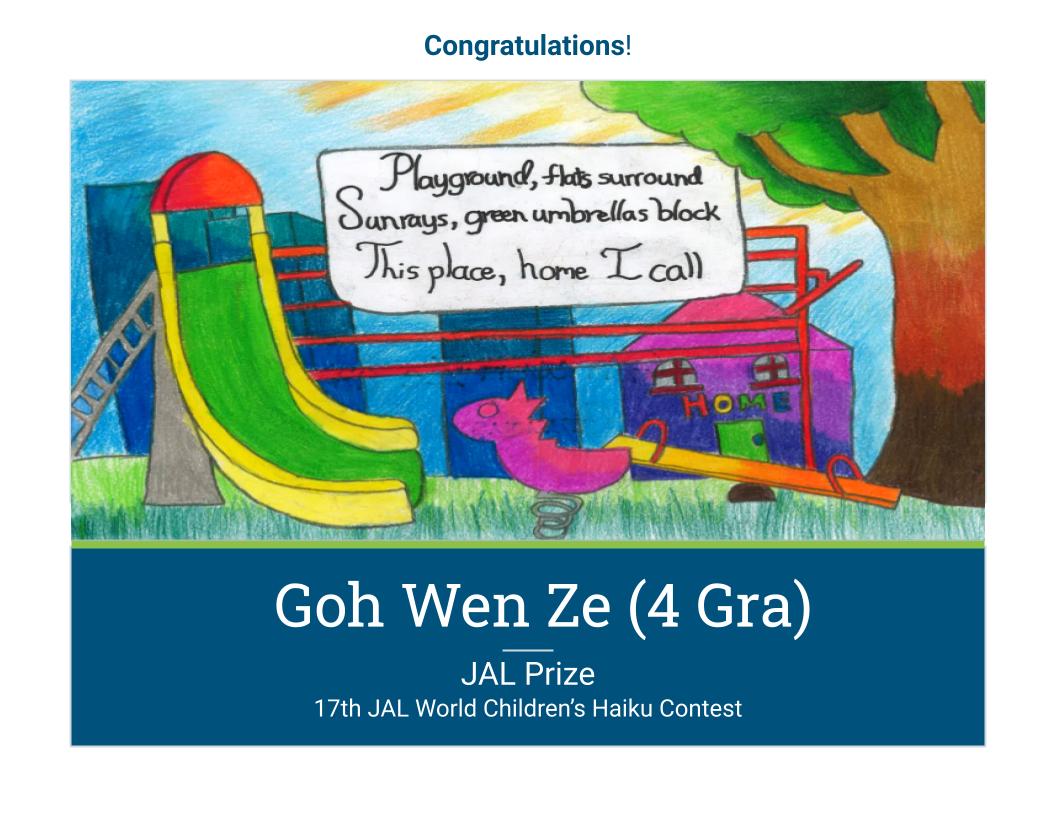 Congratulations!
Playground, flats surround
Sunrays, green umbrellas block
This place, home I call
HOME
Goh Wen Ze (4 Gra)
JAL Prize
17th JAL World Children’s Haiku Contest